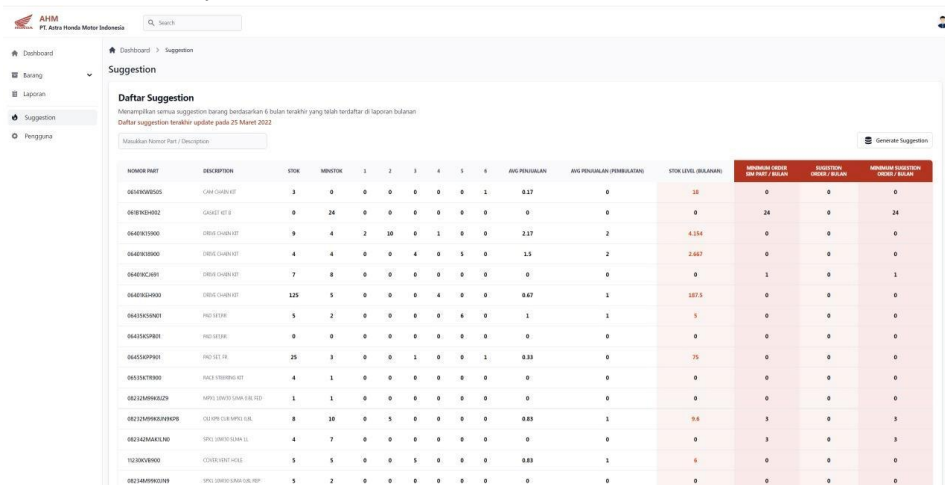 AHM
PT. Astra Honda Motor Indonesia
Search
Dashboard
Barang
Laporan
Suggestion
Pengguna
Dashboard > Suggestion
Suggestion
Daftar Suggestion
Menampilkan semua suggestion barang berdasarkan 6 bulan terakhir yang telah terdaftar di laporan bulanan
Daftar suggestion terakhir update pada 25 Maret 2022
Masukkan Nomor Part / Description
Generate Suggestion
NOMOR PART DESCRIPTION STOK MINSTOK 1 2 3 4 5 6 AVG PENJUALAN AVG PENJUALAN (PEMBULATAN) STOK LEVEL (BULANAN) MINIMUM ORDER BIM PART / BULAN SUGESTION ORDER / BULAN MINIMUM SUGESTION ORDER / BULAN
06141KWB505 CAM CHAIN KIT 3 0 0 0 0 0 0 1 0.17 0 18 0 0 0
061B1KEH002 GASKET KIT B 0 24 0 0 0 0 0 0 0 0 0 24 0 24
06401K15900 DRIVE CHAIN KIT 9 4 2 10 0 1 0 0 2.17 2 4.154 0 0 0
06401K18900 DRIVE CHAIN KIT 4 4 0 0 4 0 5 0 1.5 2 2.667 0 0 0
06401KCJ691 DRIVE CHAIN KIT 7 8 0 0 0 0 0 0 0 0 0 1 0 1
06401KEH900 DRIVE CHAIN KIT 125 5 0 0 0 4 0 0 0.67 1 187.5 0 0 0
06435K56N01 5 2 0 0 0 0 6 0 1 1 5 0 0 0
06435KSPB01 0 0 0 0 0 0 0 0 0 0 0 0 0 0
06455KPP901 PAD SET, FR 25 3 0 0 1 0 0 1 0.33 0 75 0 0 0
06535KTR900 RACE STEERING KIT 4 1 0 0 0 0 0 0 0 0 0 0 0 0
08232M99K0UZ9 1 1 0 0 0 0 0 0 0 0 0 0 0 0
8 10 0 5 0 0 0 0 0.83 1 9.6 3 0 3
082342MAK1LN0 4 7 0 0 0 0 0 0 0 0 0 3 0 3
11230KVB900 COVER VENT HOLE 5 5 0 0 5 0 0 0 0.83 1 6 0 0 0
5 2 0 0 0 0 0 0 0 0 0 0 0 0